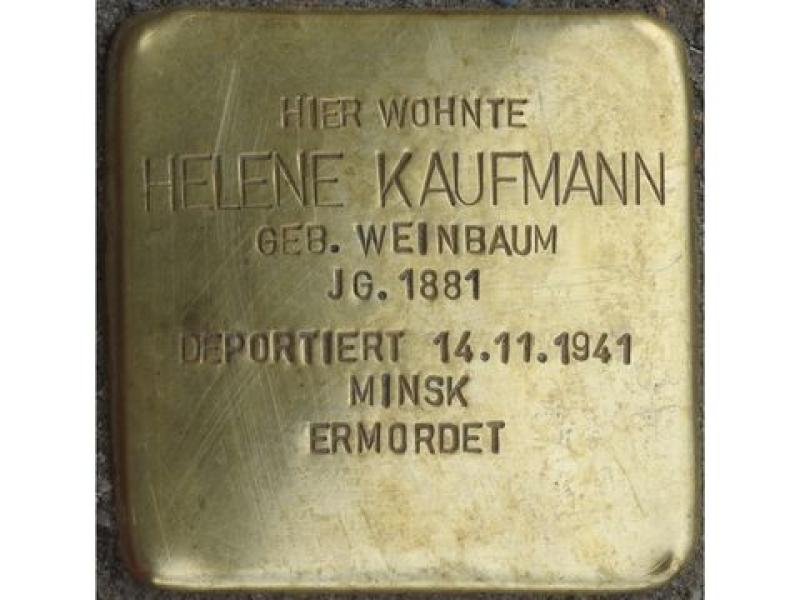 HIER WOHNTE
HELENE KAUFMANN
GEB. WEINBAUM
JG. 1881
DEPORTIERT 14.11.1941
MINSK
ERMORDET